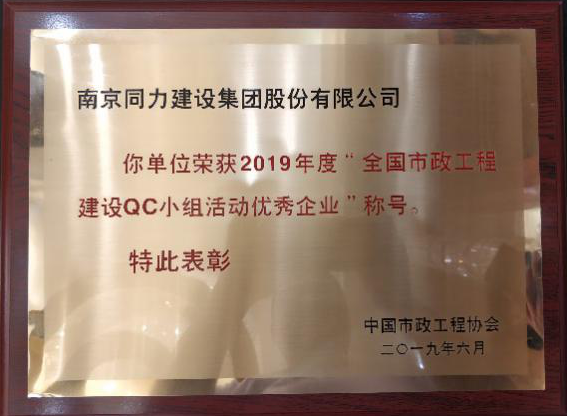 南京同力建设集团股份有限公司
你单位荣获2019年度“全国市政工程
建设QC小组活动优秀企业”称号。
特此表彰
中国市政工程协会
二〇一九年六月